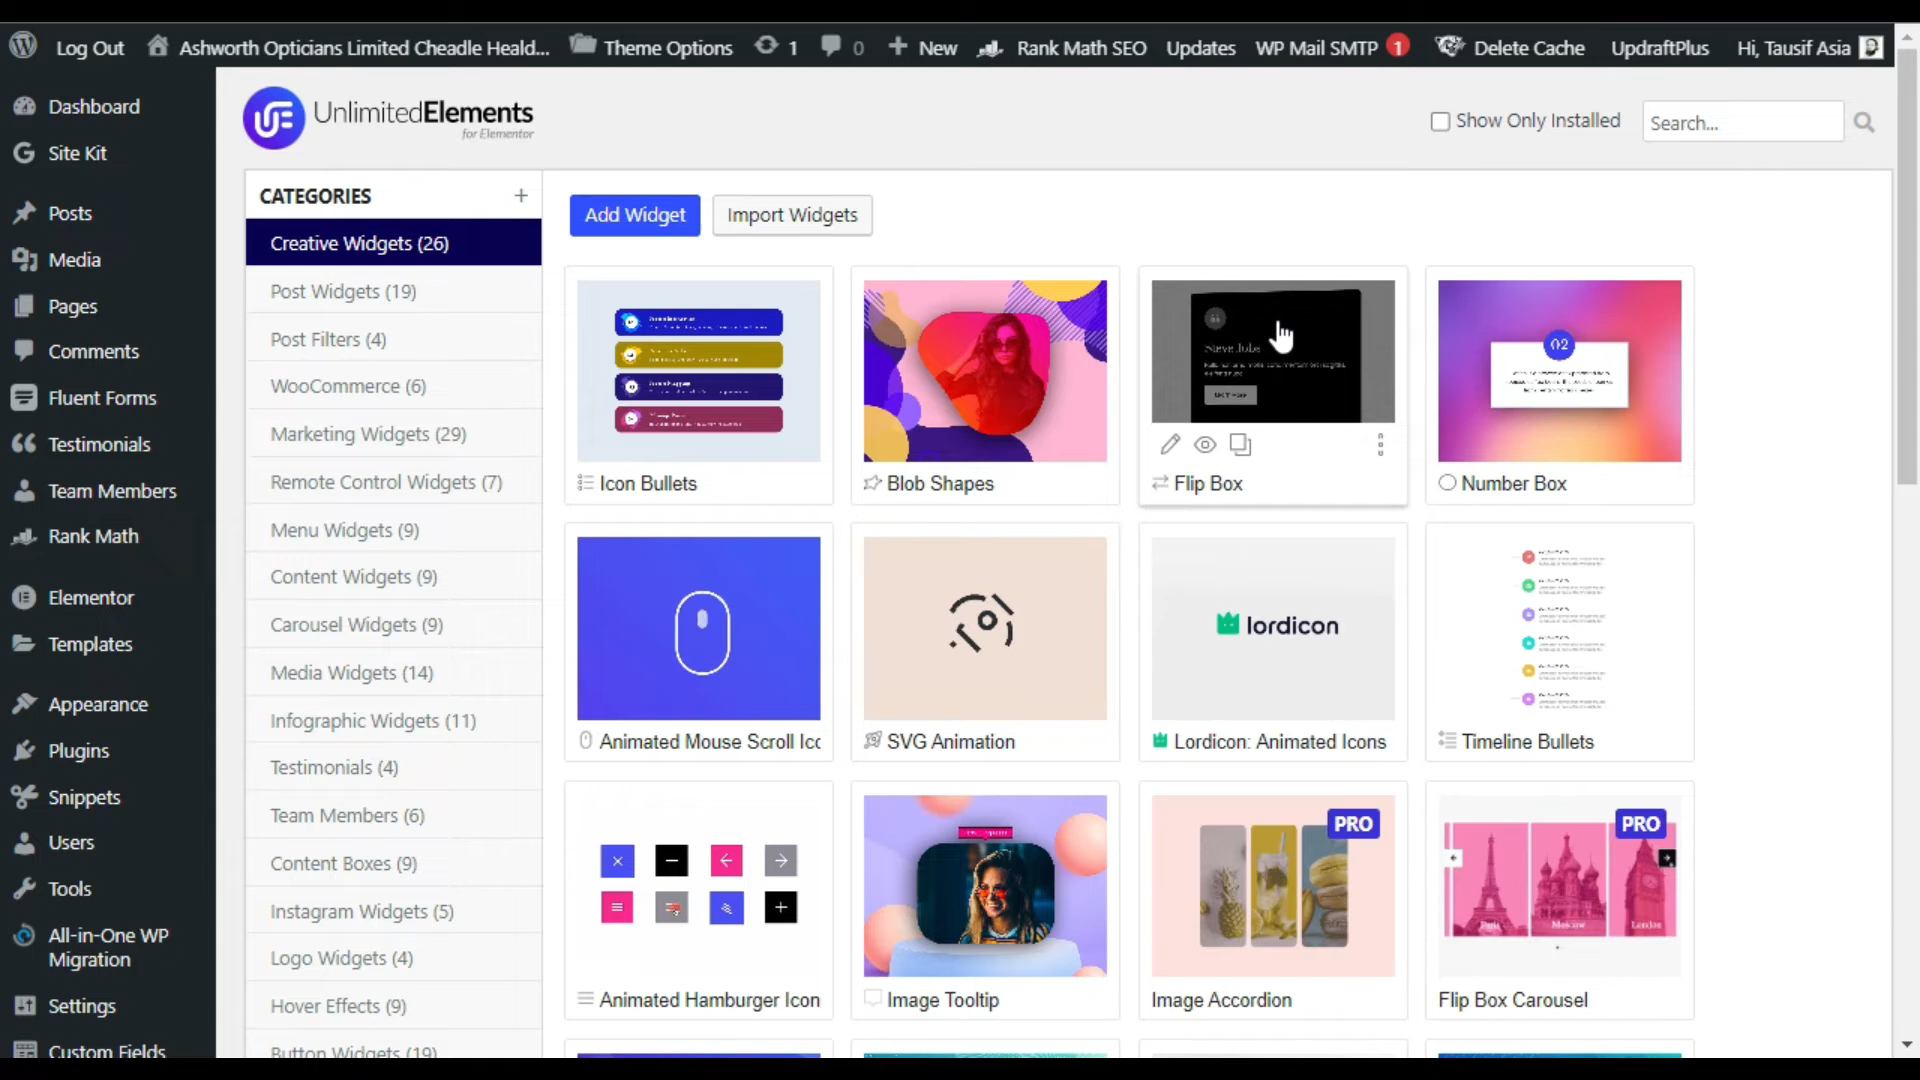 Log Out
Ashworth Opticians Limited Cheadle Heald...
Theme Options
1
0
New
Rank Math SEO
Updates
WP Mail SMTP 1
Delete Cache
UpdraftPlus
Hi, Tausif Asia
Dashboard
Site Kit
Posts
Media
Pages
Comments
Fluent Forms
Testimonials
Team Members
Rank Math
Elementor
Templates
Appearance
Plugins
Snippets
Users
Tools
All-in-One WP
Migration
Settings
Custom Fields
UnlimitedElements
for Elementor
Show Only Installed
Search...
CATEGORIES +
Creative Widgets (26)
Post Widgets (19)
Post Filters (4)
WooCommerce (6)
Marketing Widgets (29)
Remote Control Widgets (7)
Menu Widgets (9)
Content Widgets (9)
Carousel Widgets (9)
Media Widgets (14)
Infographic Widgets (11)
Testimonials (4)
Team Members (6)
Content Boxes (9)
Instagram Widgets (5)
Logo Widgets (4)
Hover Effects (9)
Button Widgets (19)
Add Widget
Import Widgets
Icon Bullets
Blob Shapes
Steve Jobs
Flip Box
02
Number Box
Animated Mouse Scroll Ico
SVG Animation
lordicon
Lordicon: Animated Icons
Timeline Bullets
Animated Hamburger Icon
Image Tooltip
PRO
Image Accordion
PRO
Paris
Moscow
London
Flip Box Carousel